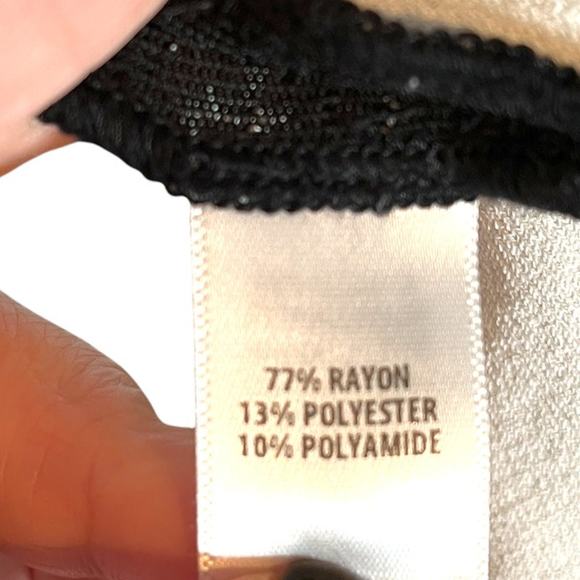 77% RAYON
13% POLYESTER
10% POLYAMIDE